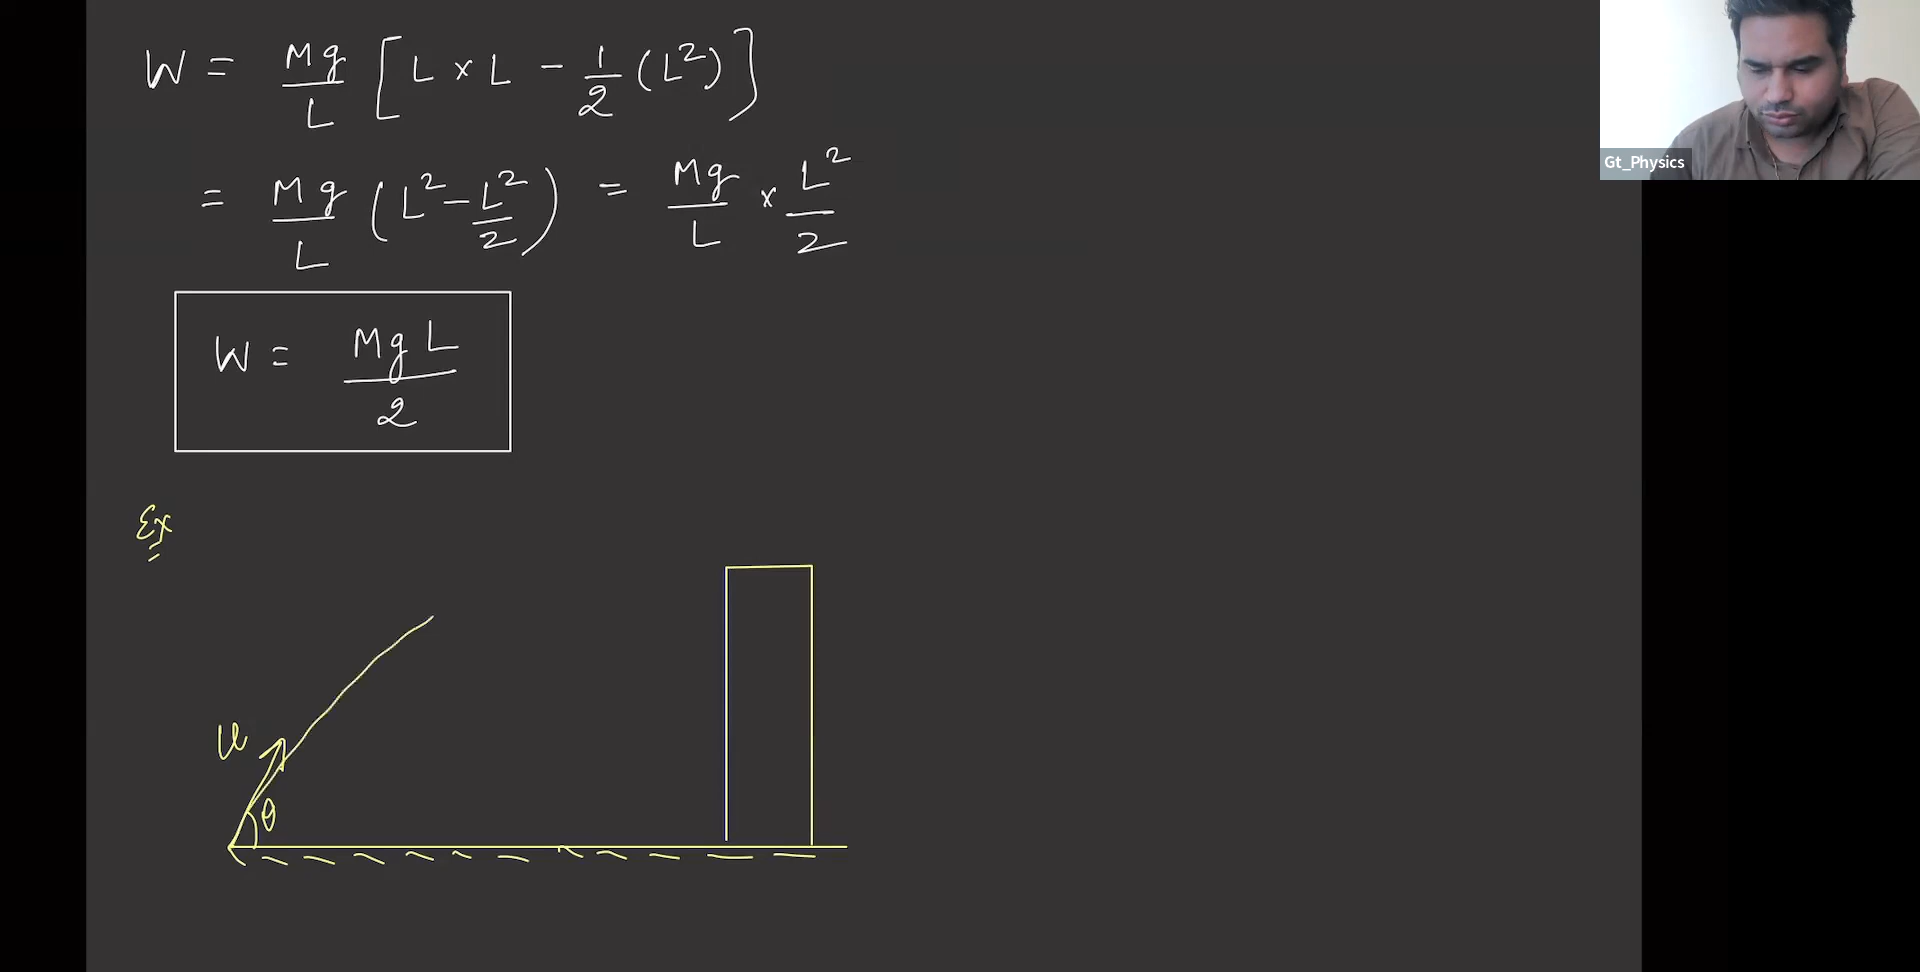 W = Mg/L [L × L - 1/2 (L²)]
= Mg/L (L² - L²/2) = Mg/L × L²/2
W = MgL/2
Ex
u
θ
Gt_Physics